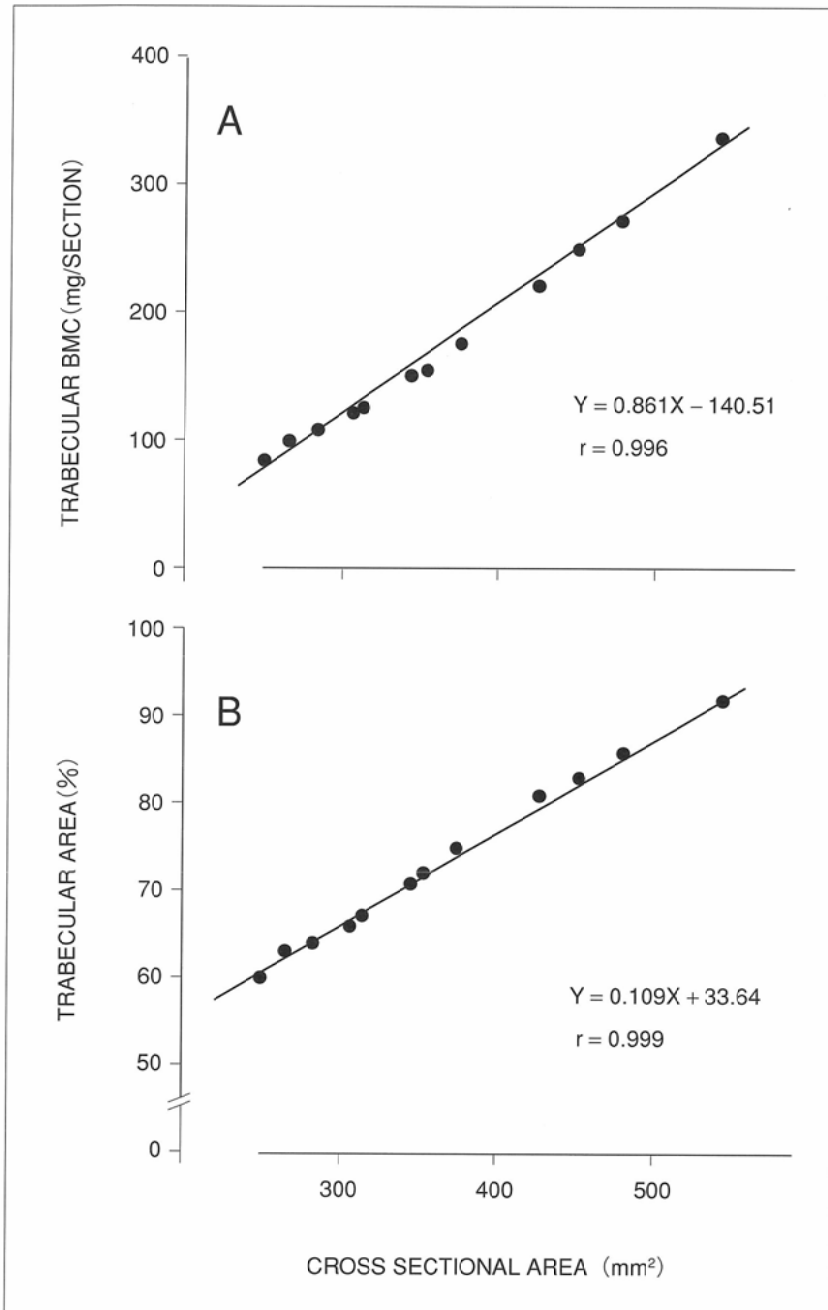 400
A
300
200
100
0
TRABECULAR BMC (mg/SECTION)
Y = 0.861X − 140.51
r = 0.996
100
B
90
80
70
60
50
0
TRABECULAR AREA (%)
Y = 0.109X + 33.64
r = 0.999
300 400 500
CROSS SECTIONAL AREA (mm²)